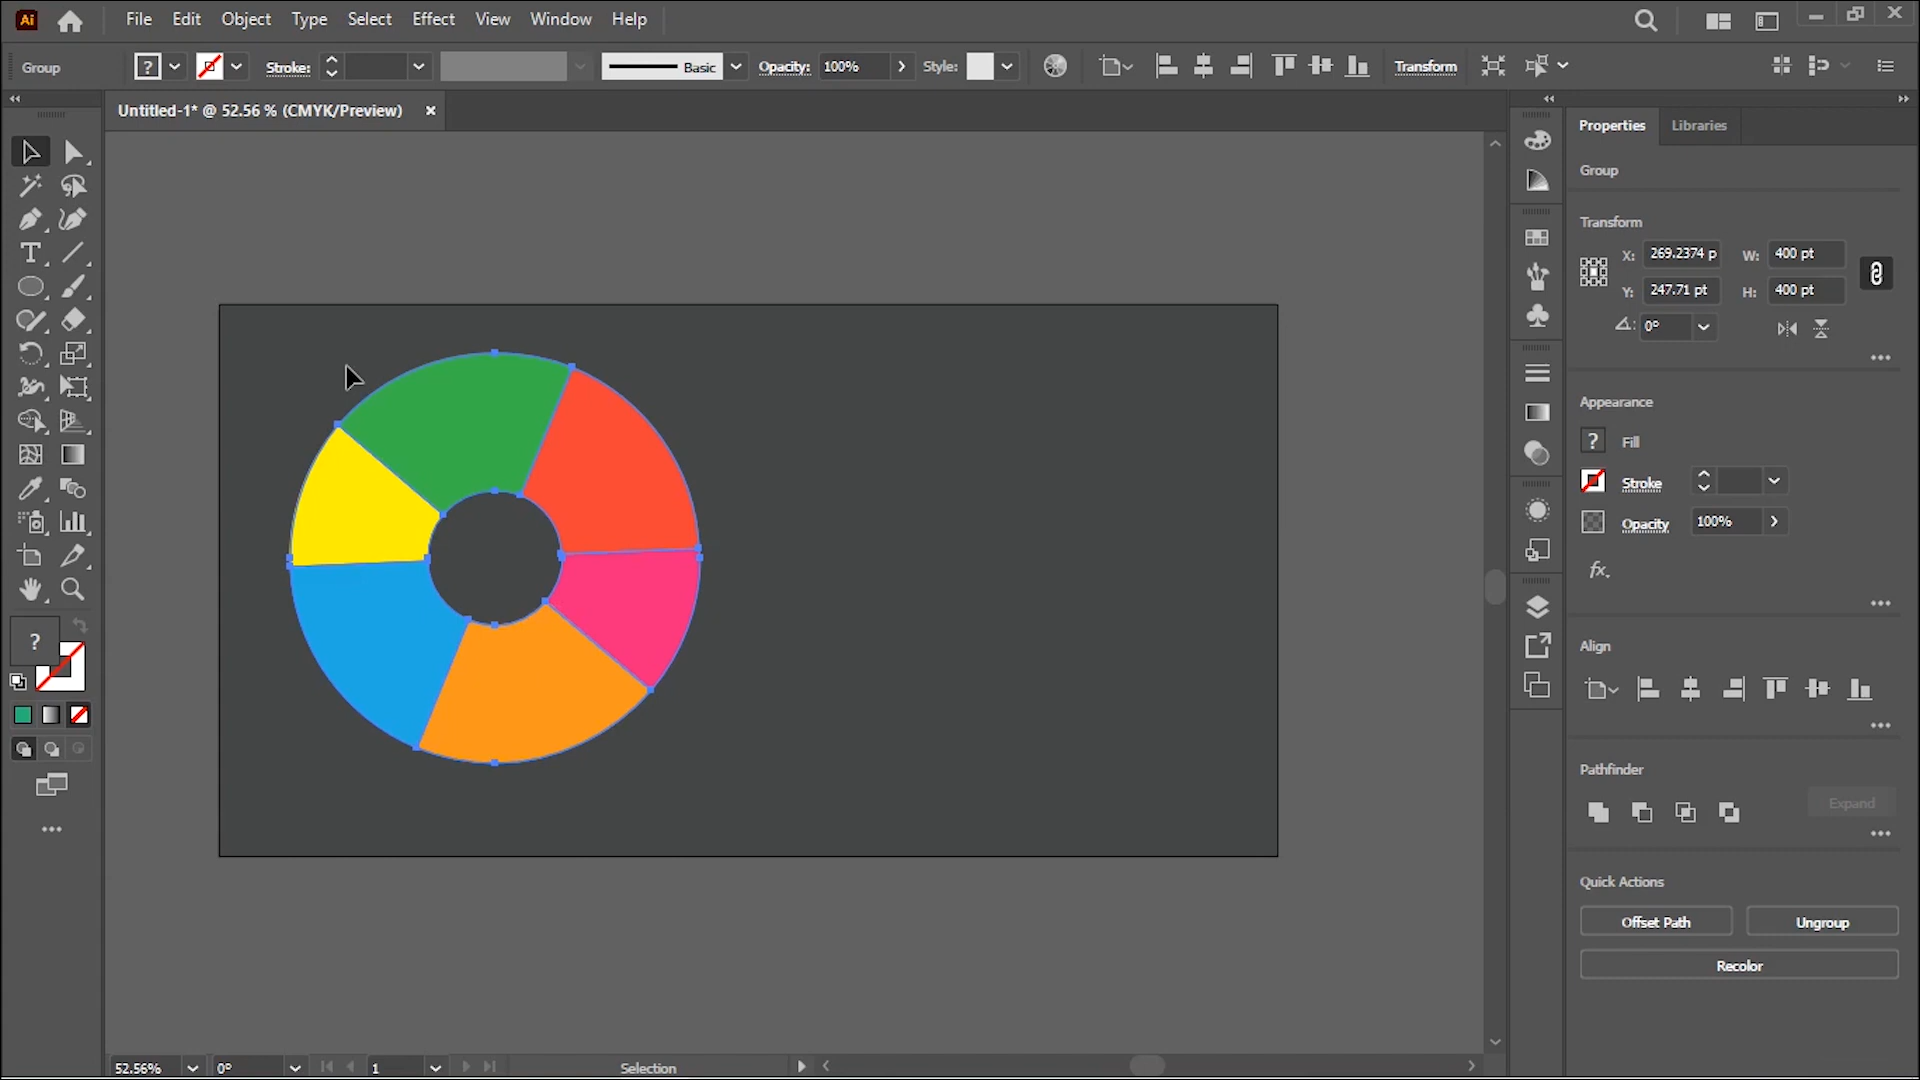 Ai File Edit Object Type Select Effect View Window Help
Group ? Stroke: Basic Opacity: 100% Style: Transform
Untitled-1* @ 52.56 % (CMYK/Preview) ×
Properties Libraries
Group
Transform
X: 269.2374 p W: 400 pt
Y: 247.71 pt H: 400 pt
0°
Appearance
? Fill
Stroke
Opacity 100%
fx.
Align
Pathfinder
Expand
Quick Actions
Offset Path Ungroup
Recolor
T
?
52.56% 0° 1 Selection